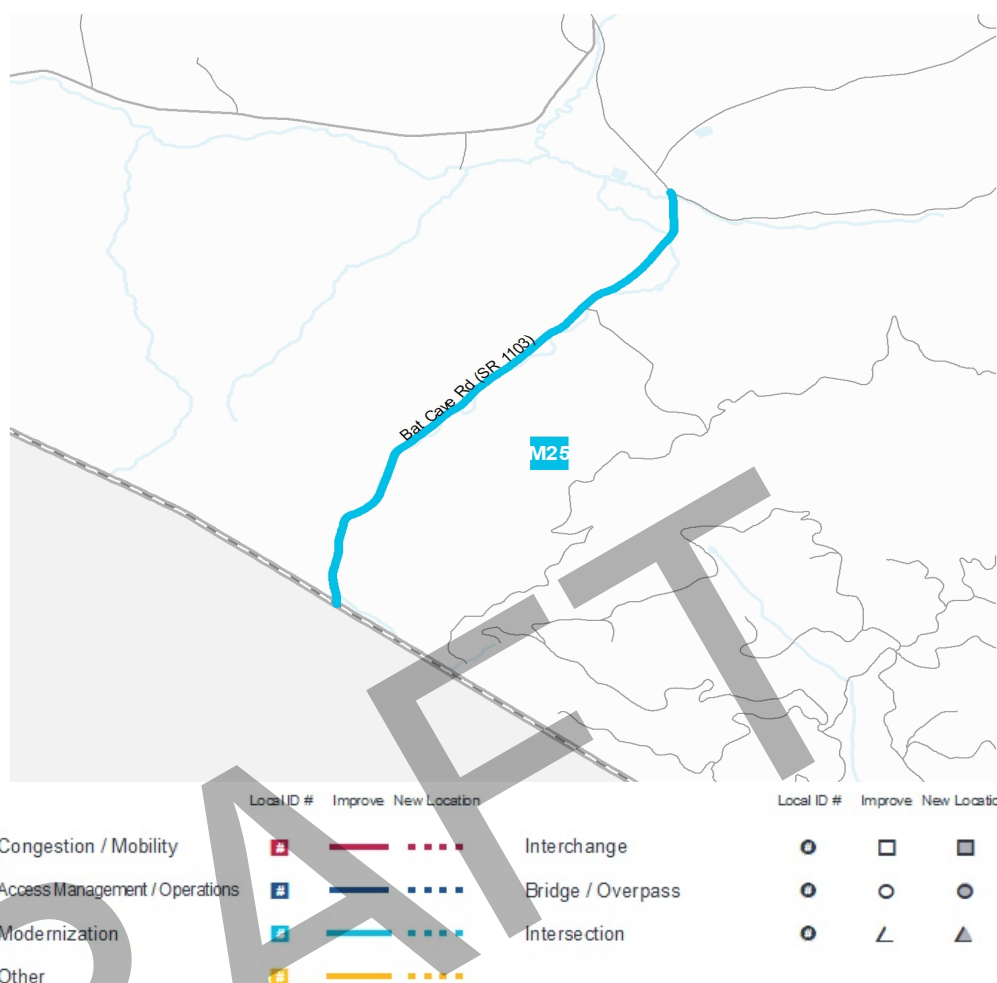 Bat Cave Rd (SR 1103)
M25
DRAFT
Local ID # Improve New Location Local ID # Improve New Locatio
Congestion / Mobility # Interchange #
Access Management / Operations # Bridge / Overpass #
Modernization # Intersection #
Other #